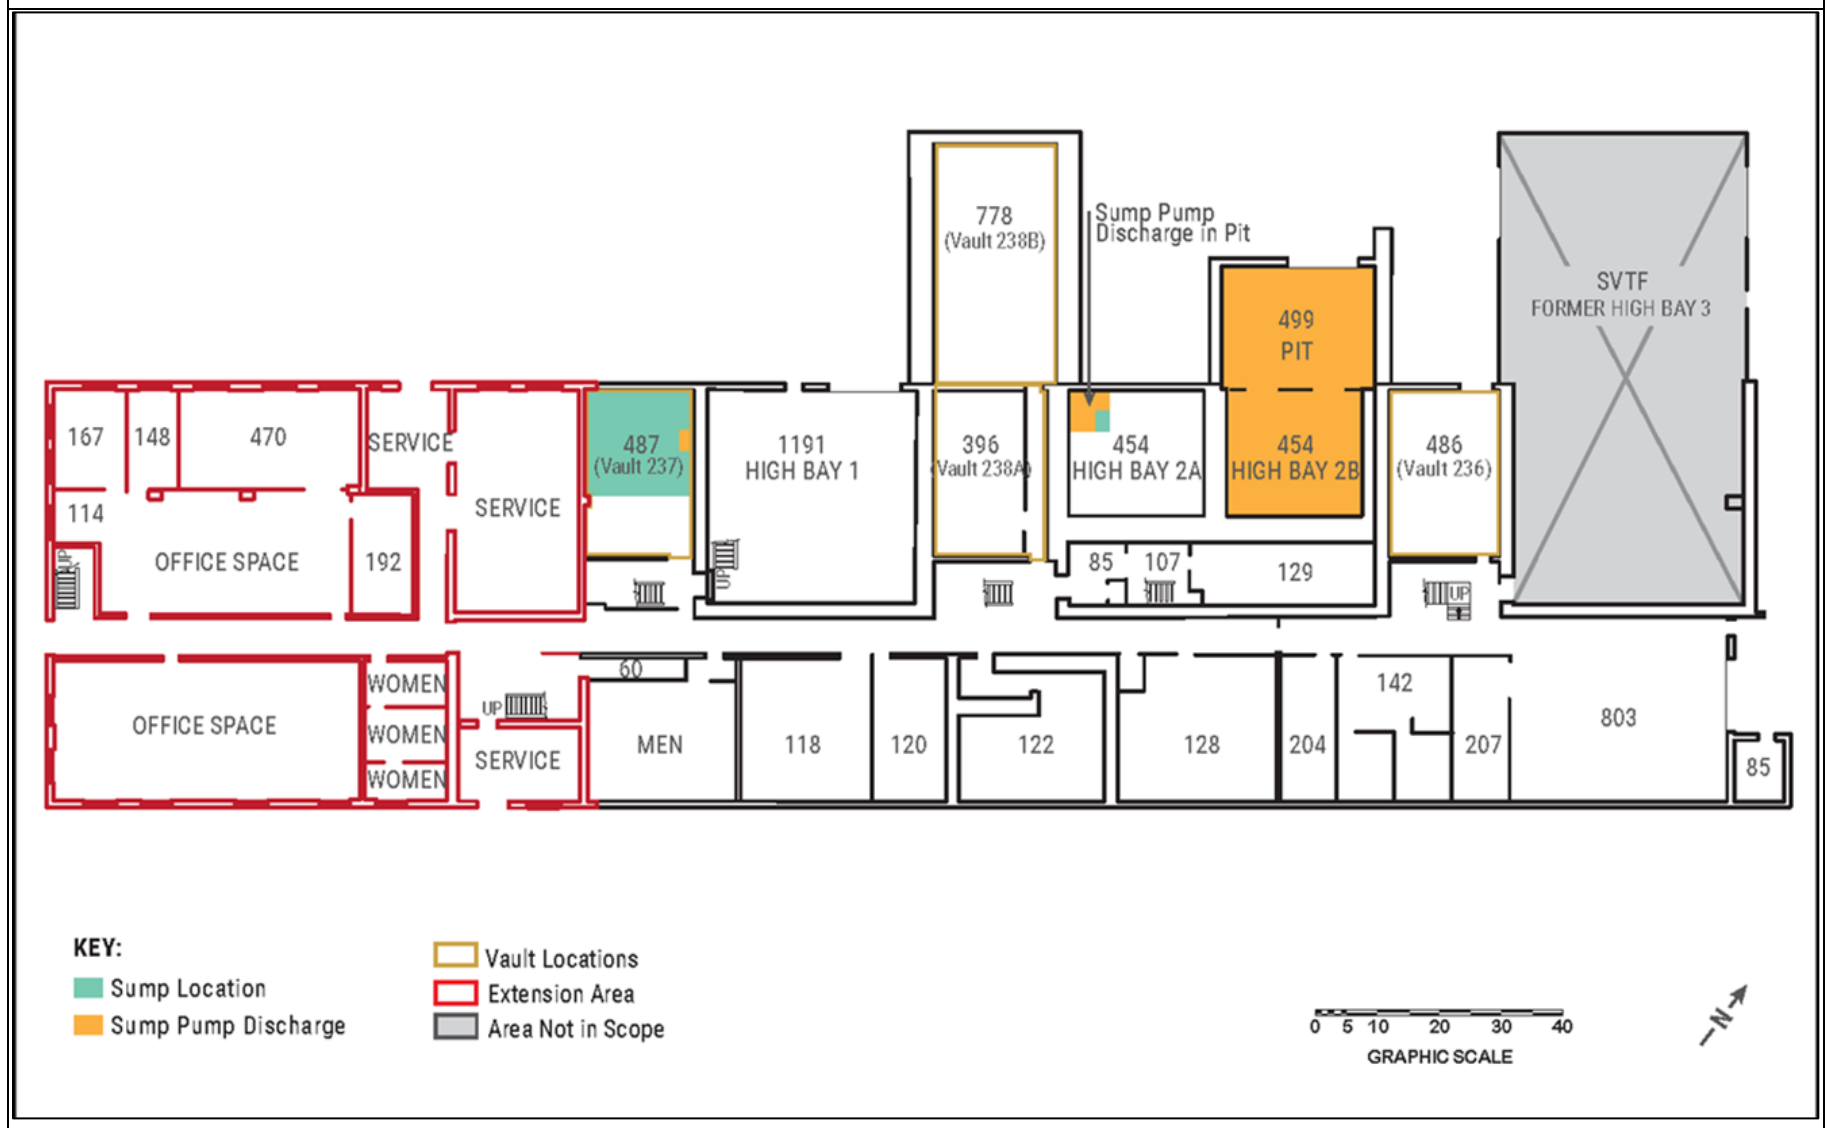 778
(Vault 238B)
Sump Pump
Discharge in Pit
499
PIT
SVTF
FORMER HIGH BAY 3
167
148
470
SERVICE
SERVICE
487
(Vault 237)
1191
HIGH BAY 1
396
(Vault 238A)
454
HIGH BAY 2A
454
HIGH BAY 2B
486
(Vault 236)
114
UP
OFFICE SPACE
192
UP
85
107
129
UP
OFFICE SPACE
WOMEN
WOMEN
WOMEN
UP
SERVICE
60
MEN
118
120
122
128
204
142
207
803
85
KEY:
Sump Location
Sump Pump Discharge
Vault Locations
Extension Area
Area Not in Scope
0 5 10 20 30 40
GRAPHIC SCALE
N